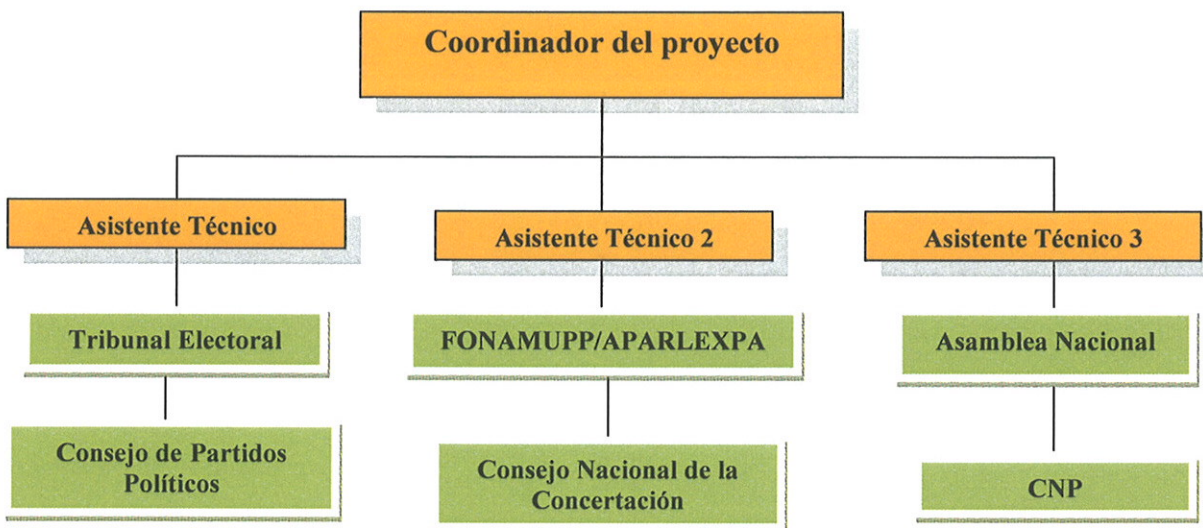 Coordinador del proyecto
Asistente Técnico
Asistente Técnico 2
Asistente Técnico 3
Tribunal Electoral
FONAMUPP/APARLEXPA
Asamblea Nacional
Consejo de Partidos
Políticos
Consejo Nacional de la
Concertación
CNP